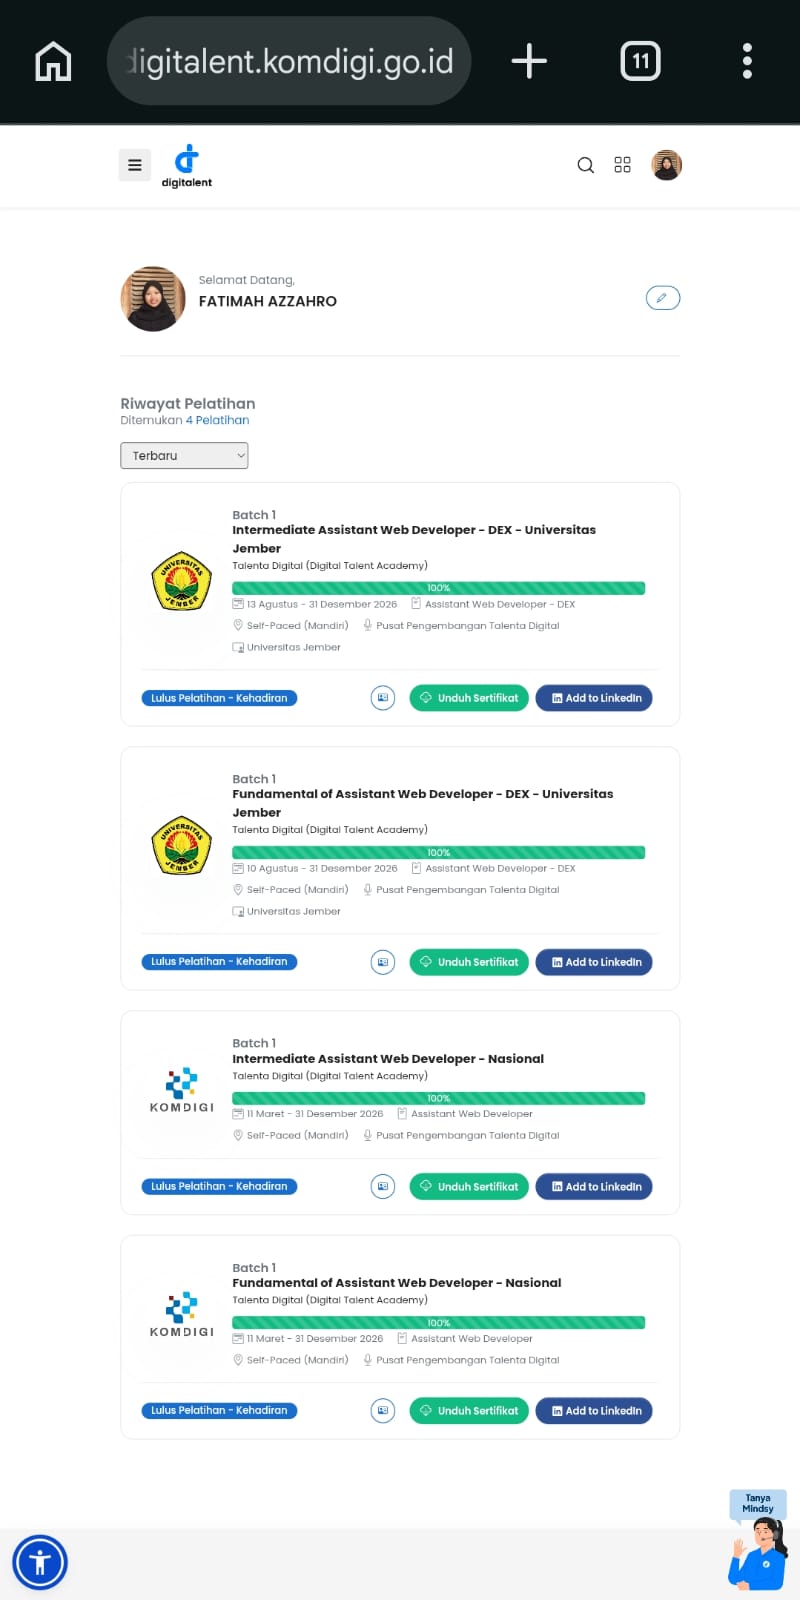 digitalent.komdigi.go.id
11
digitalent
Selamat Datang,
FATIMAH AZZAHRO
Riwayat Pelatihan
Ditemukan 4 Pelatihan
Terbaru
Batch 1
Intermediate Assistant Web Developer - DEX - Universitas
Jember
Talenta Digital (Digital Talent Academy)
100%
13 Agustus - 31 Desember 2026 Assistant Web Developer - DEX
Self-Paced (Mandiri) Pusat Pengembangan Talenta Digital
Universitas Jember
UNIVERSITAS JEMBER
Lulus Pelatihan - Kehadiran Unduh Sertifikat Add to LinkedIn
Batch 1
Fundamental of Assistant Web Developer - DEX - Universitas
Jember
Talenta Digital (Digital Talent Academy)
100%
10 Agustus - 31 Desember 2026 Assistant Web Developer - DEX
Self-Paced (Mandiri) Pusat Pengembangan Talenta Digital
Universitas Jember
UNIVERSITAS JEMBER
Lulus Pelatihan - Kehadiran Unduh Sertifikat Add to LinkedIn
Batch 1
Intermediate Assistant Web Developer - Nasional
Talenta Digital (Digital Talent Academy)
100%
KOMDIGI
11 Maret - 31 Desember 2026 Assistant Web Developer
Self-Paced (Mandiri) Pusat Pengembangan Talenta Digital
Lulus Pelatihan - Kehadiran Unduh Sertifikat Add to LinkedIn
Batch 1
Fundamental of Assistant Web Developer - Nasional
Talenta Digital (Digital Talent Academy)
100%
KOMDIGI
11 Maret - 31 Desember 2026 Assistant Web Developer
Self-Paced (Mandiri) Pusat Pengembangan Talenta Digital
Lulus Pelatihan - Kehadiran Unduh Sertifikat Add to LinkedIn
Tanya
Mindsy